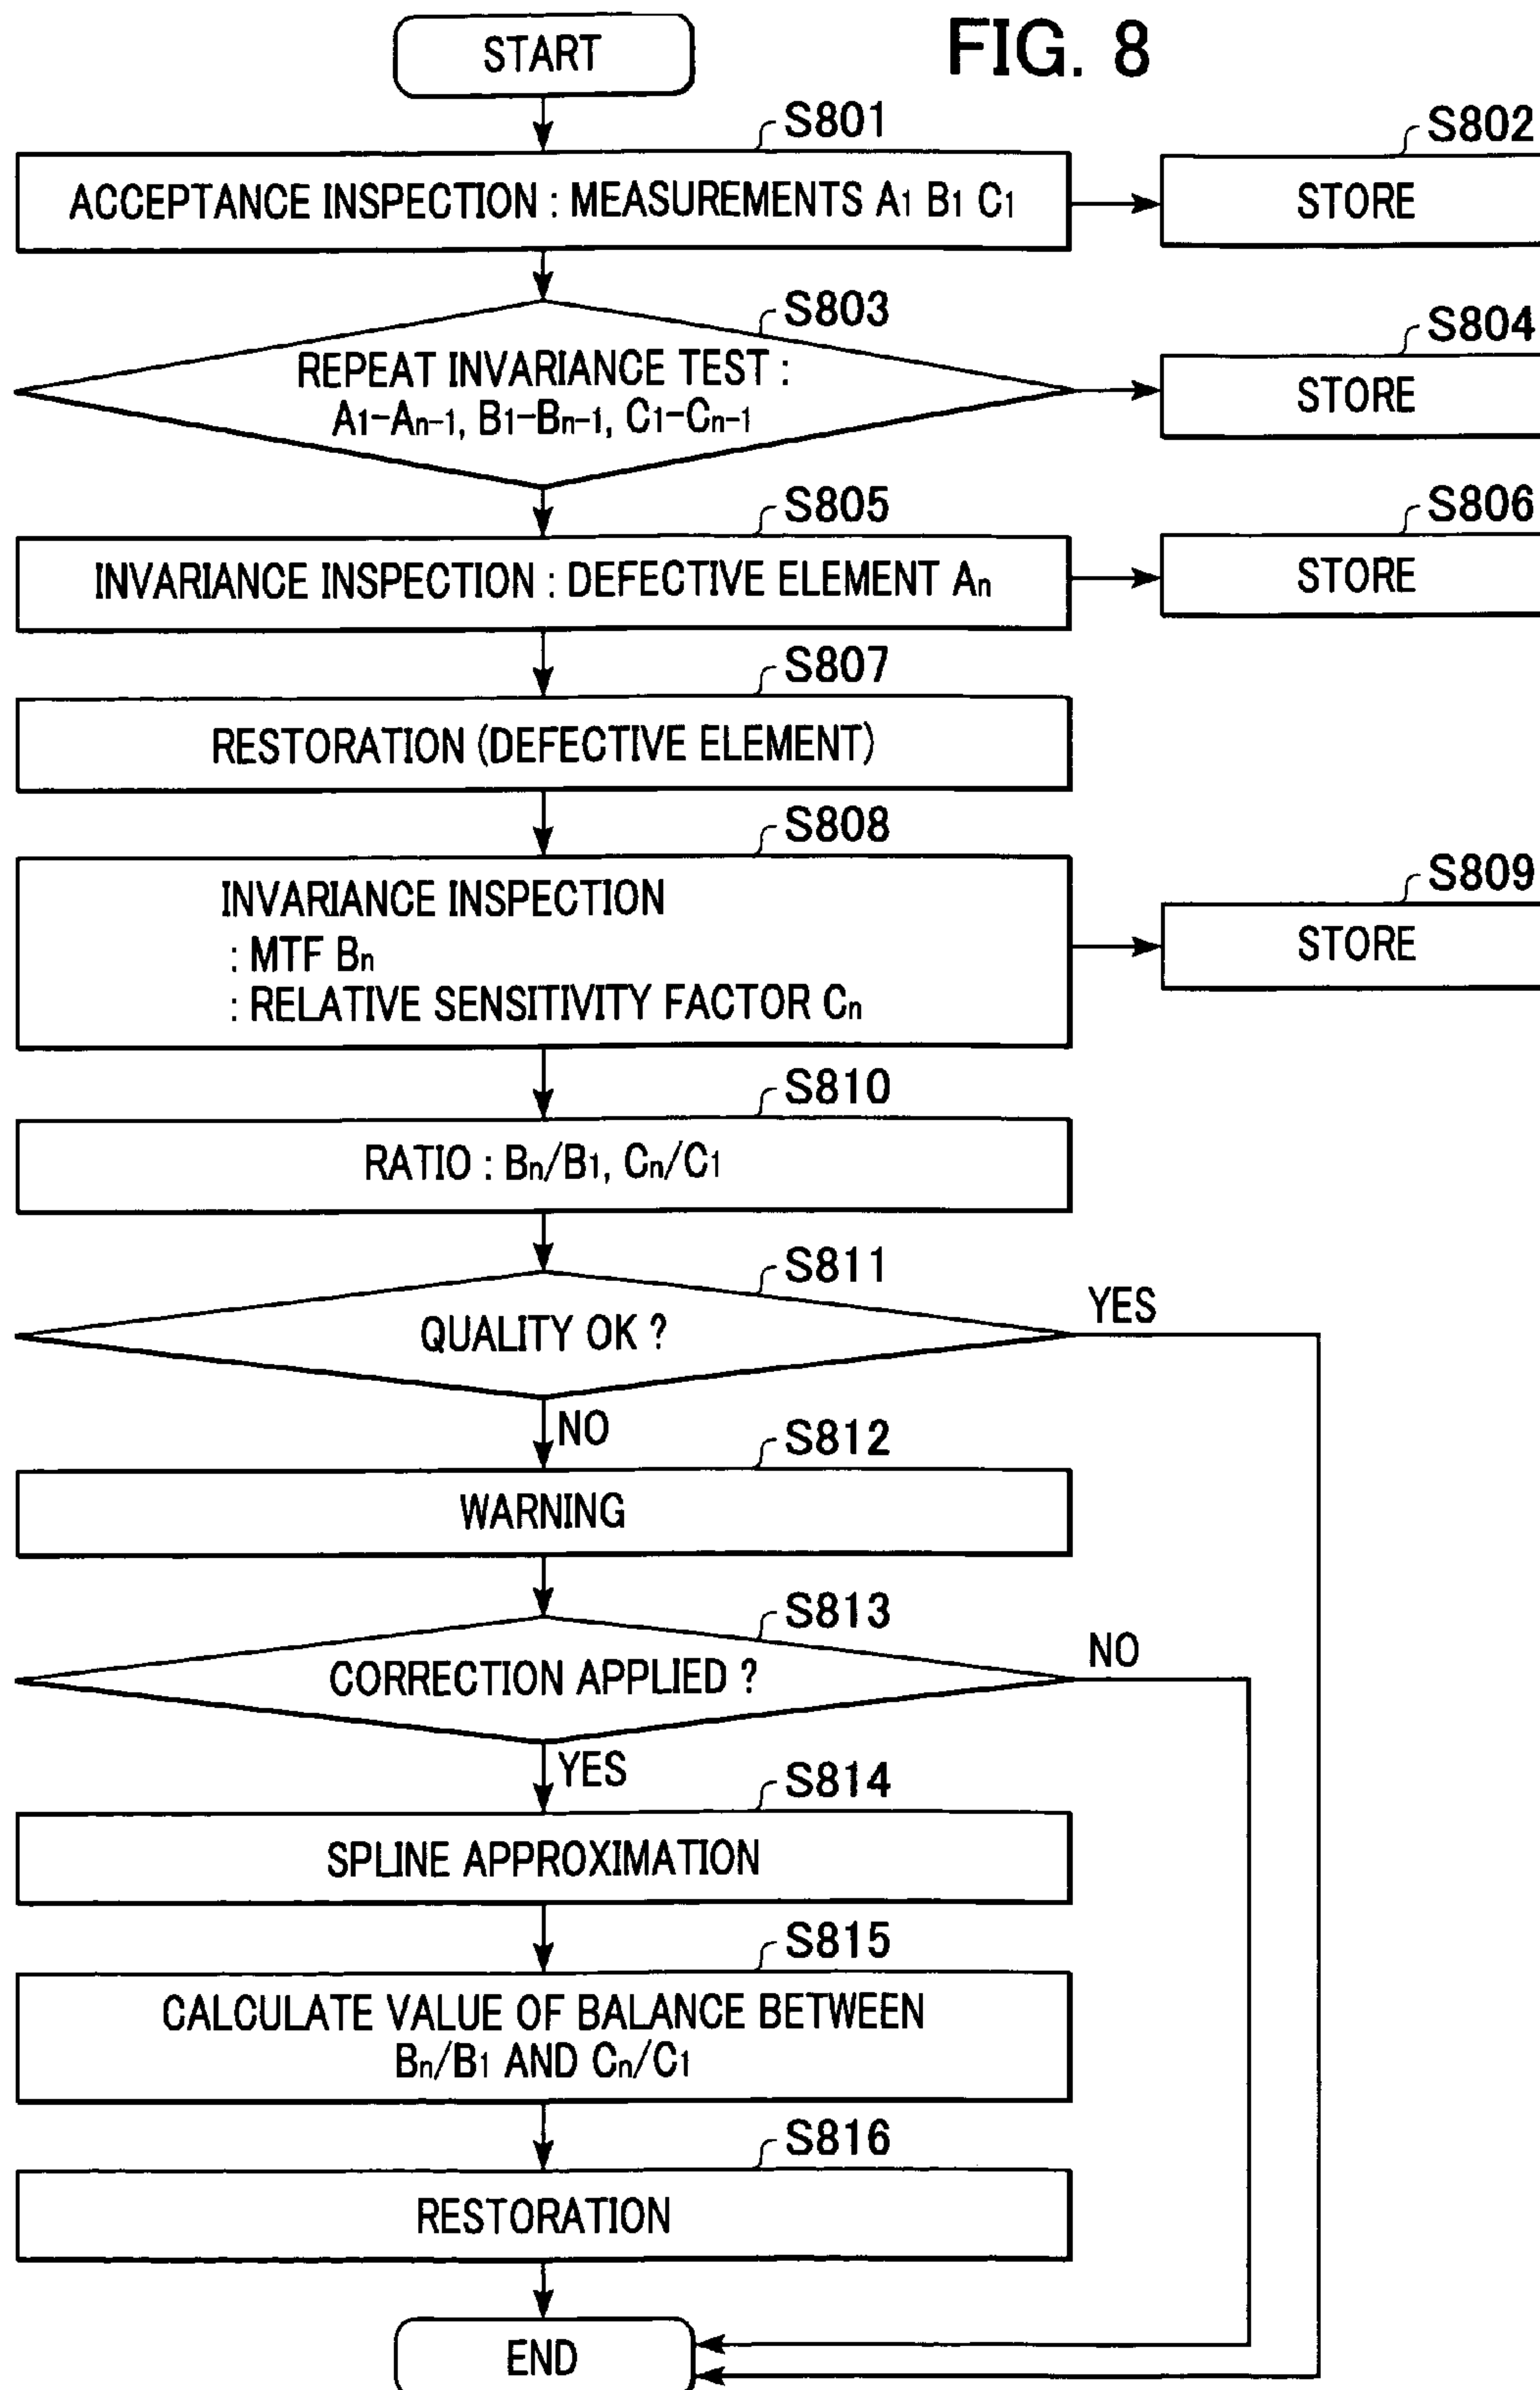 FIG. 8
START
S801
ACCEPTANCE INSPECTION : MEASUREMENTS A1 B1 C1
S802
STORE
S803
REPEAT INVARIANCE TEST :
A1-An-1, B1-Bn-1, C1-Cn-1
S804
STORE
S805
INVARIANCE INSPECTION : DEFECTIVE ELEMENT An
S806
STORE
S807
RESTORATION (DEFECTIVE ELEMENT)
S808
INVARIANCE INSPECTION
: MTF Bn
: RELATIVE SENSITIVITY FACTOR Cn
S809
STORE
S810
RATIO : Bn/B1, Cn/C1
S811
QUALITY OK ?
YES
NO
S812
WARNING
S813
CORRECTION APPLIED ?
NO
YES
S814
SPLINE APPROXIMATION
S815
CALCULATE VALUE OF BALANCE BETWEEN
Bn/B1 AND Cn/C1
S816
RESTORATION
END